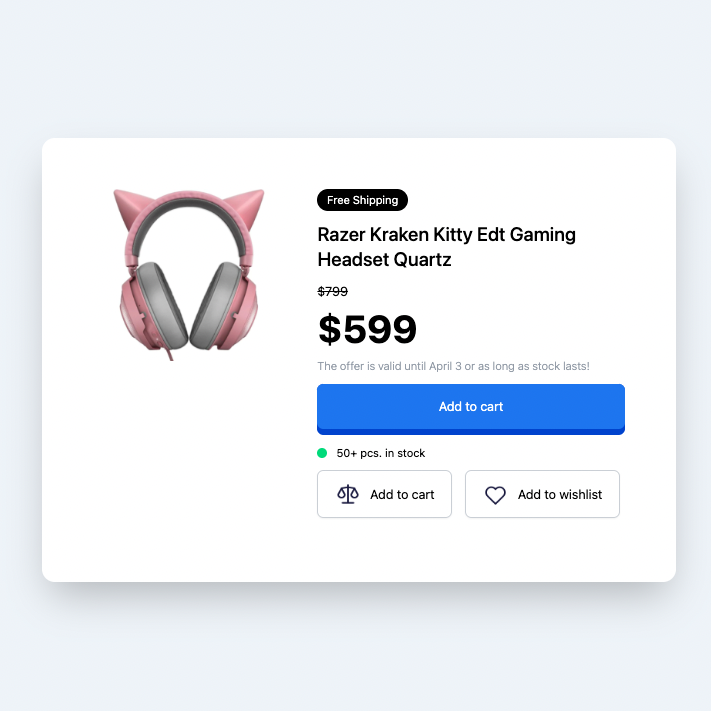 Free Shipping
Razer Kraken Kitty Edt Gaming
Headset Quartz
$799
$599
The offer is valid until April 3 or as long as stock lasts!
Add to cart
50+ pcs. in stock
Add to cart
Add to wishlist